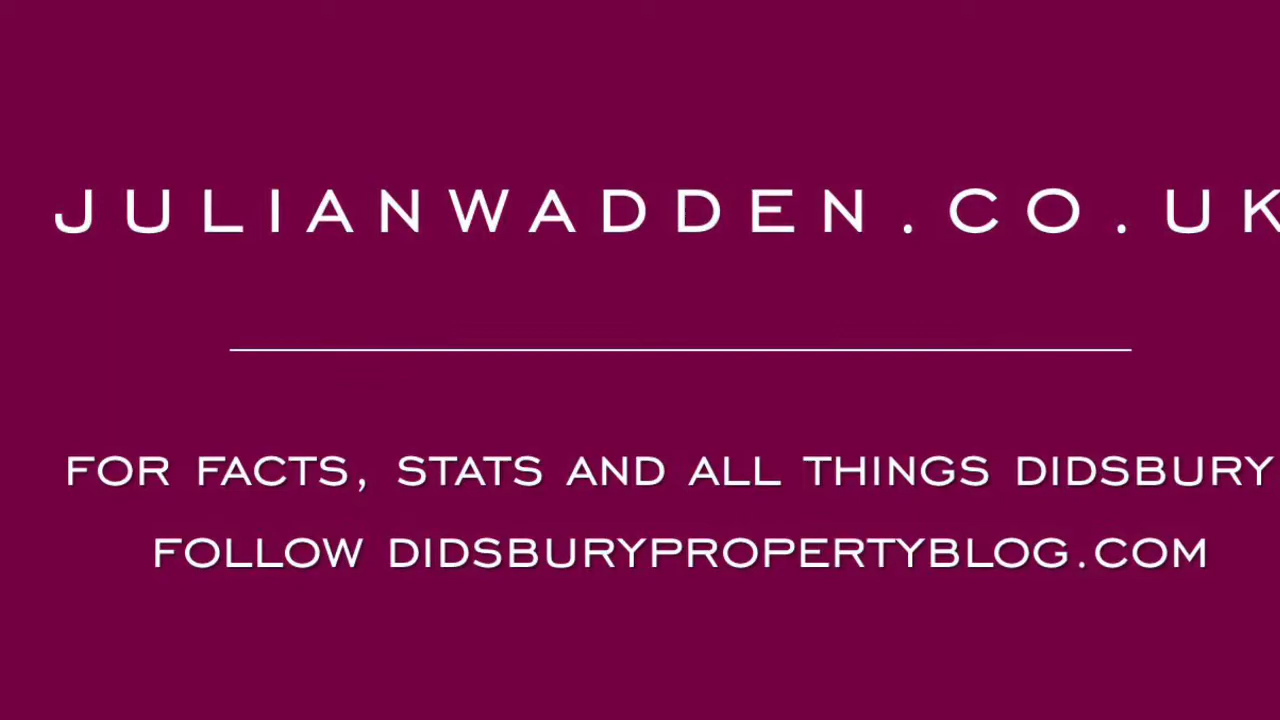 JULIANWADDEN.CO.UK
FOR FACTS, STATS AND ALL THINGS DIDSBURY
FOLLOW DIDSBURYPROPERTYBLOG.COM